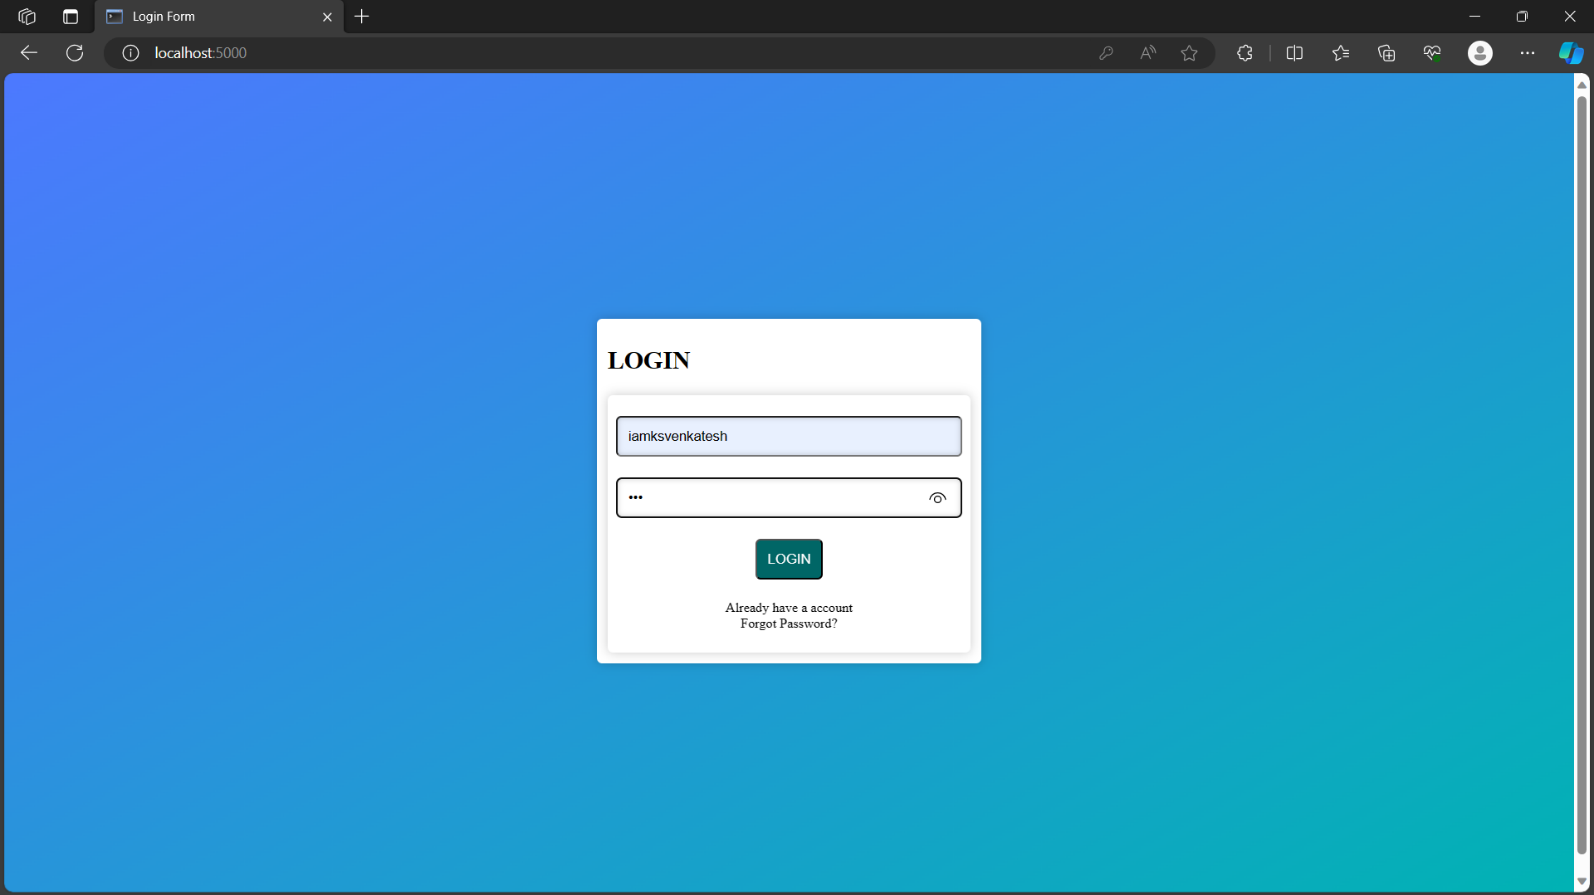 Login Form
localhost:5000
LOGIN
iamksvenkatesh
•••
LOGIN
Already have a account
Forgot Password?